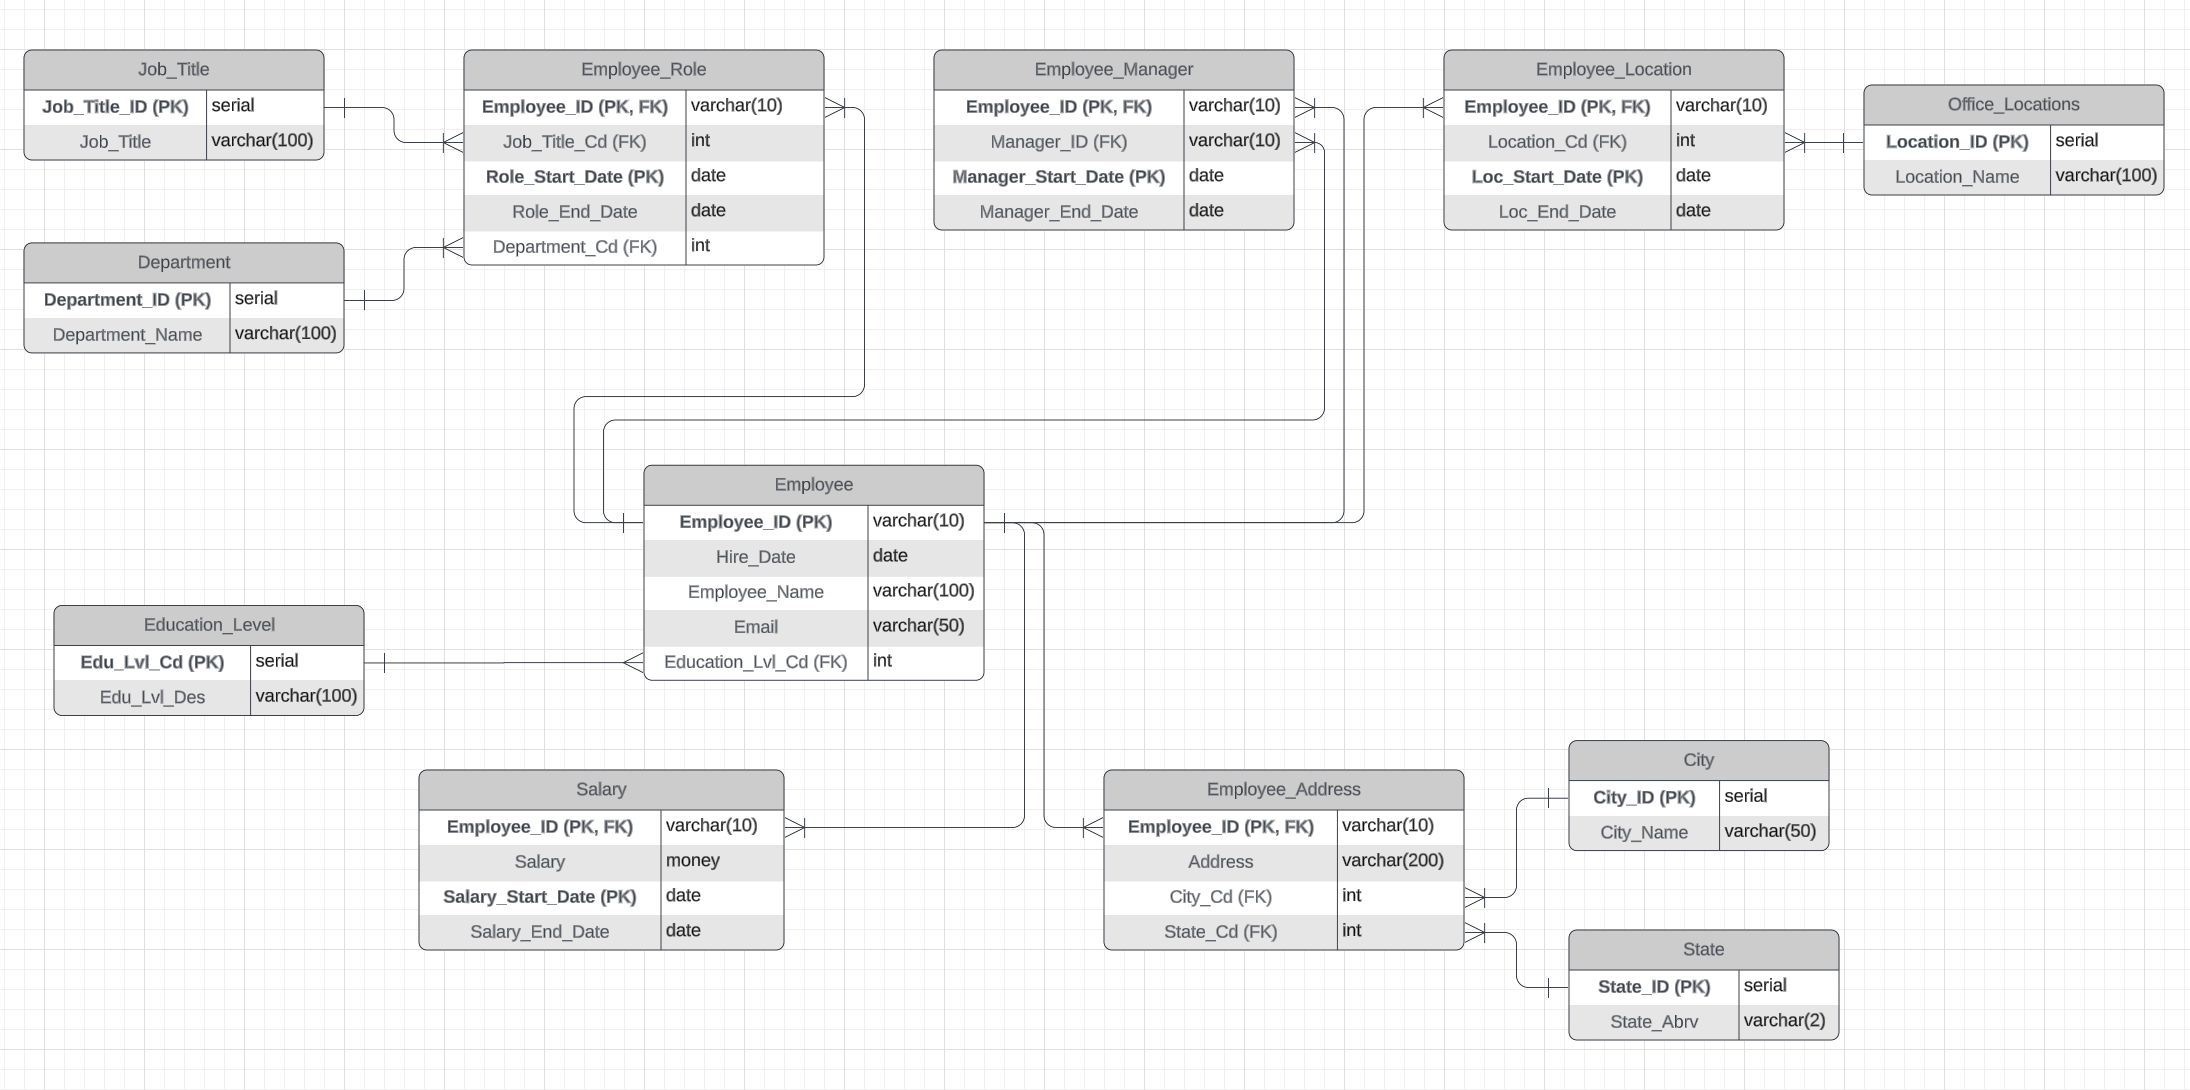 Job_Title
Job_Title_ID (PK) serial
Job_Title varchar(100)
Employee_Role
Employee_ID (PK, FK) varchar(10)
Job_Title_Cd (FK) int
Role_Start_Date (PK) date
Role_End_Date date
Department_Cd (FK) int
Employee_Manager
Employee_ID (PK, FK) varchar(10)
Manager_ID (FK) varchar(10)
Manager_Start_Date (PK) date
Manager_End_Date date
Employee_Location
Employee_ID (PK, FK) varchar(10)
Location_Cd (FK) int
Loc_Start_Date (PK) date
Loc_End_Date date
Office_Locations
Location_ID (PK) serial
Location_Name varchar(100)
Department
Department_ID (PK) serial
Department_Name varchar(100)
Employee
Employee_ID (PK) varchar(10)
Hire_Date date
Employee_Name varchar(100)
Email varchar(50)
Education_Lvl_Cd (FK) int
Education_Level
Edu_Lvl_Cd (PK) serial
Edu_Lvl_Des varchar(100)
Salary
Employee_ID (PK, FK) varchar(10)
Salary money
Salary_Start_Date (PK) date
Salary_End_Date date
Employee_Address
Employee_ID (PK, FK) varchar(10)
Address varchar(200)
City_Cd (FK) int
State_Cd (FK) int
City
City_ID (PK) serial
City_Name varchar(50)
State
State_ID (PK) serial
State_Abrv varchar(2)